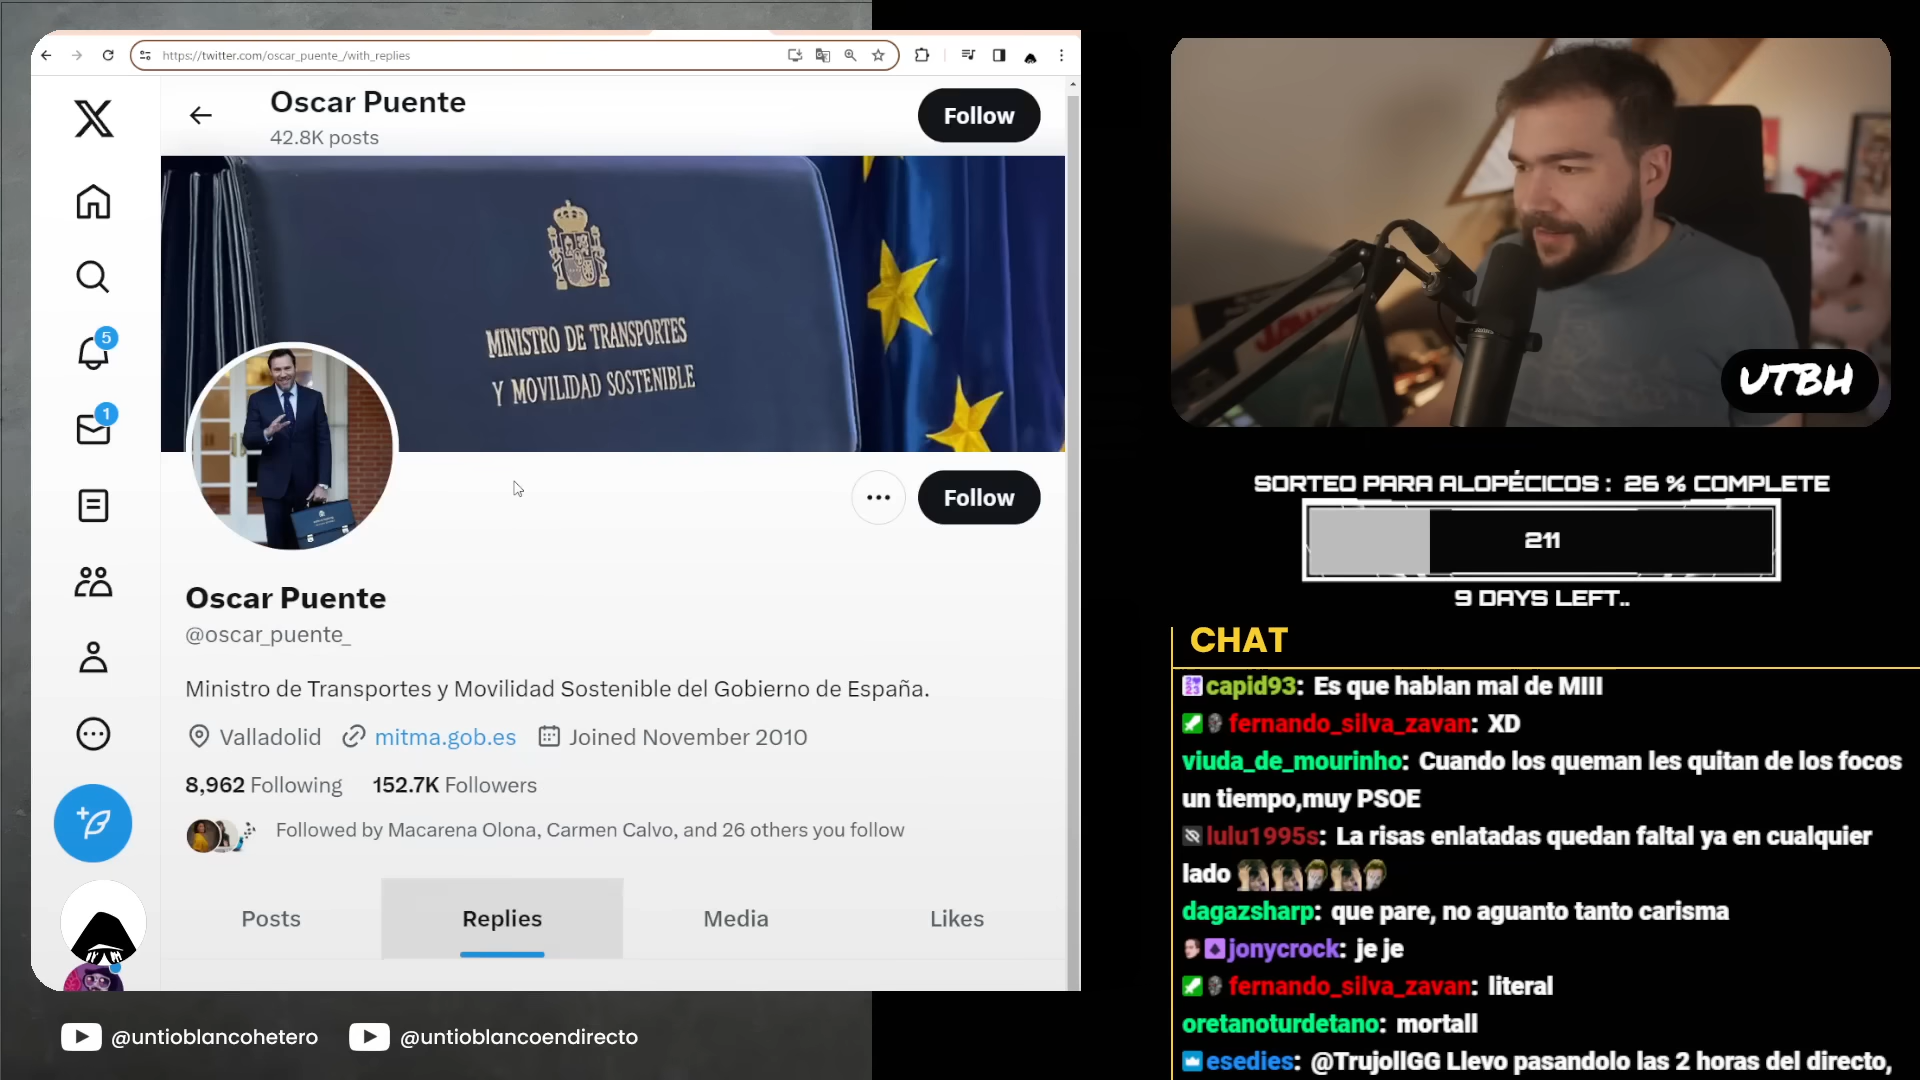 https://twitter.com/oscar_puente_/with_replies
Oscar Puente
42.8K posts
Follow
MINISTRO DE TRANSPORTES
Y MOVILIDAD SOSTENIBLE
Follow
Oscar Puente
@oscar_puente_
Ministro de Transportes y Movilidad Sostenible del Gobierno de España.
Valladolid mitma.gob.es Joined November 2010
8,962 Following 152.7K Followers
Followed by Macarena Olona, Carmen Calvo, and 26 others you follow
Posts Replies Media Likes
5
1
@untioblancohetero @untioblancoendirecto
UTBH
SORTEO PARA ALOPÉCICOS : 26 % COMPLETE
211
9 DAYS LEFT..
CHAT
capid93: Es que hablan mal de MIII
fernando_silva_zavan: XD
viuda_de_mourinho: Cuando los queman les quitan de los focos
un tiempo,muy PSOE
lulu1995s: La risas enlatadas quedan faltal ya en cualquier
lado
dagazsharp: que pare, no aguanto tanto carisma
jonycrock: je je
fernando_silva_zavan: literal
oretanoturdetano: mortall
esedies: @TrujollGG Llevo pasandolo las 2 horas del directo,